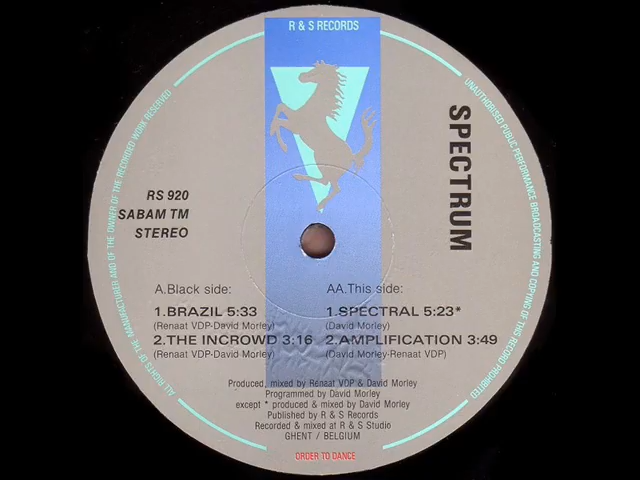 R & S RECORDS
ALL RIGHTS OF THE MANUFACTURER AND OF THE OWNER OF THE RECORDED WORK RESERVED
UNAUTHORISED PUBLIC PERFORMANCE BROADCASTING AND COPYING OF THIS RECORD PROHIBITED
SPECTRUM
RS 920
SABAM TM
STEREO
A.Black side:
1.BRAZIL 5:33
(Renaat VDP-David Morley)
2.THE INCROWD 3:16
(Renaat VDP-David Morley)
AA.This side:
1.SPECTRAL 5:23*
(David Morley)
2.AMPLIFICATION 3:49
(David Morley-Renaat VDP)
Produced, mixed by Renaat VDP & David Morley
Programmed by David Morley
except * produced & mixed by David Morley
Published by R & S Records
Recorded & mixed at R & S Studio
GHENT / BELGIUM
ORDER TO DANCE